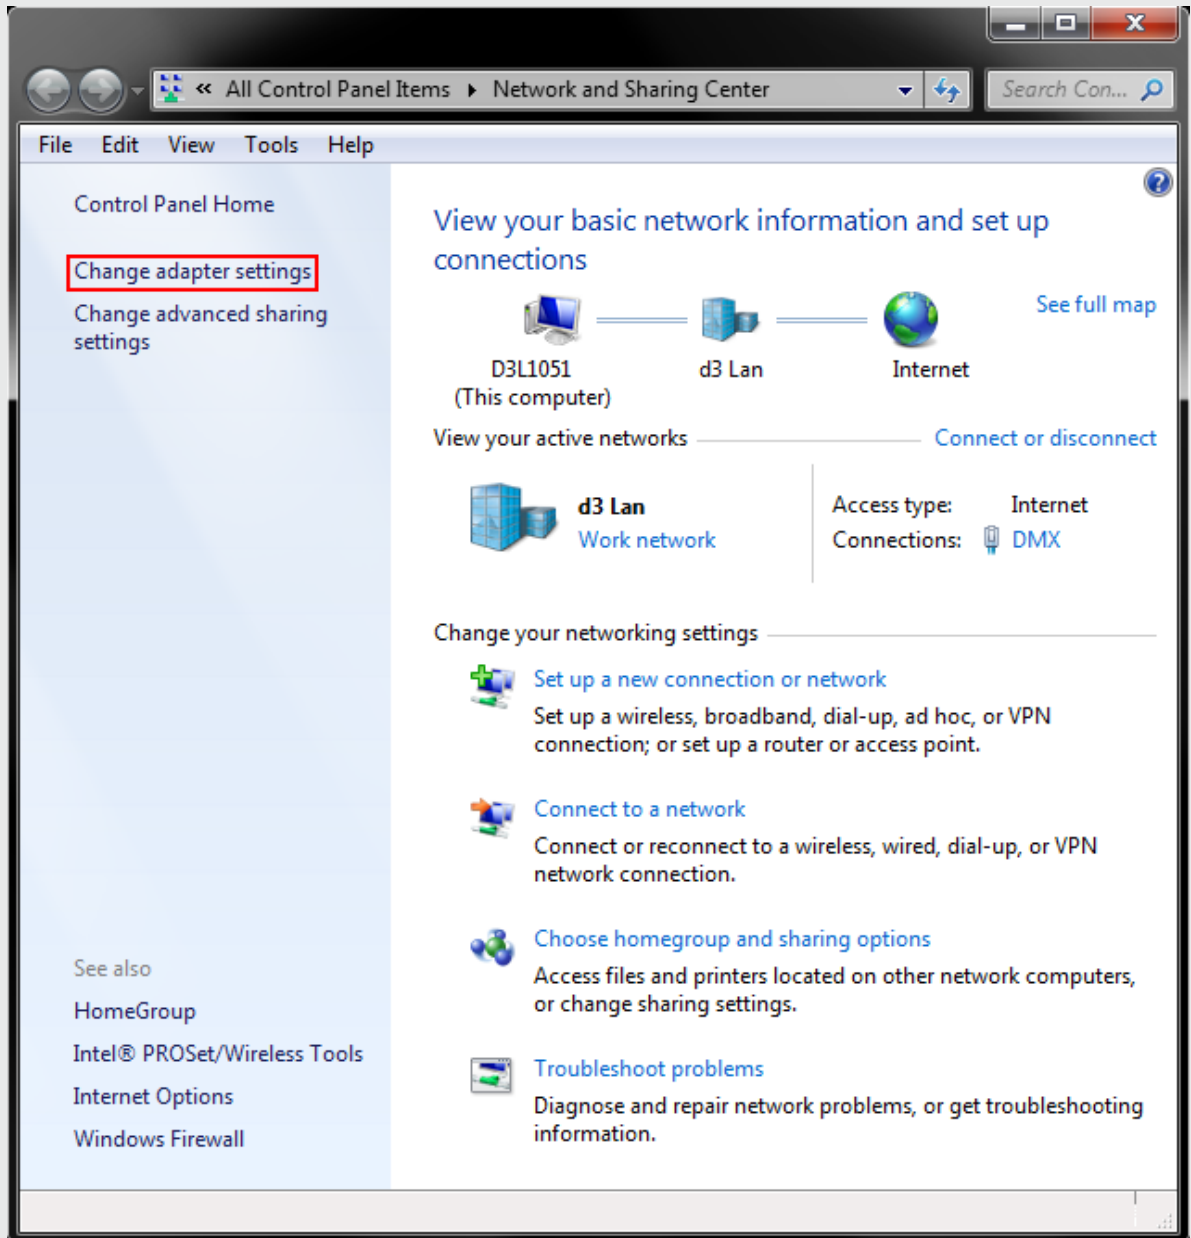 « All Control Panel Items ▸ Network and Sharing Center
Search Con...
File Edit View Tools Help
Control Panel Home
Change adapter settings
Change advanced sharing
settings
See also
HomeGroup
Intel® PROSet/Wireless Tools
Internet Options
Windows Firewall
View your basic network information and set up
connections
See full map
D3L1051
(This computer)
d3 Lan
Internet
View your active networks
Connect or disconnect
d3 Lan
Work network
Access type: Internet
Connections: DMX
Change your networking settings
Set up a new connection or network
Set up a wireless, broadband, dial-up, ad hoc, or VPN
connection; or set up a router or access point.
Connect to a network
Connect or reconnect to a wireless, wired, dial-up, or VPN
network connection.
Choose homegroup and sharing options
Access files and printers located on other network computers,
or change sharing settings.
Troubleshoot problems
Diagnose and repair network problems, or get troubleshooting
information.